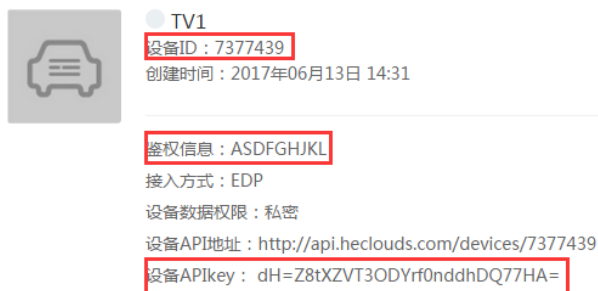 TV1
设备ID：7377439
创建时间：2017年06月13日 14:31
鉴权信息：ASDFGHJKL
接入方式：EDP
设备数据权限：私密
设备API地址：http://api.heclouds.com/devices/7377439
设备APIkey： dH=Z8tXZVT3ODYrf0nddhDQ77HA=